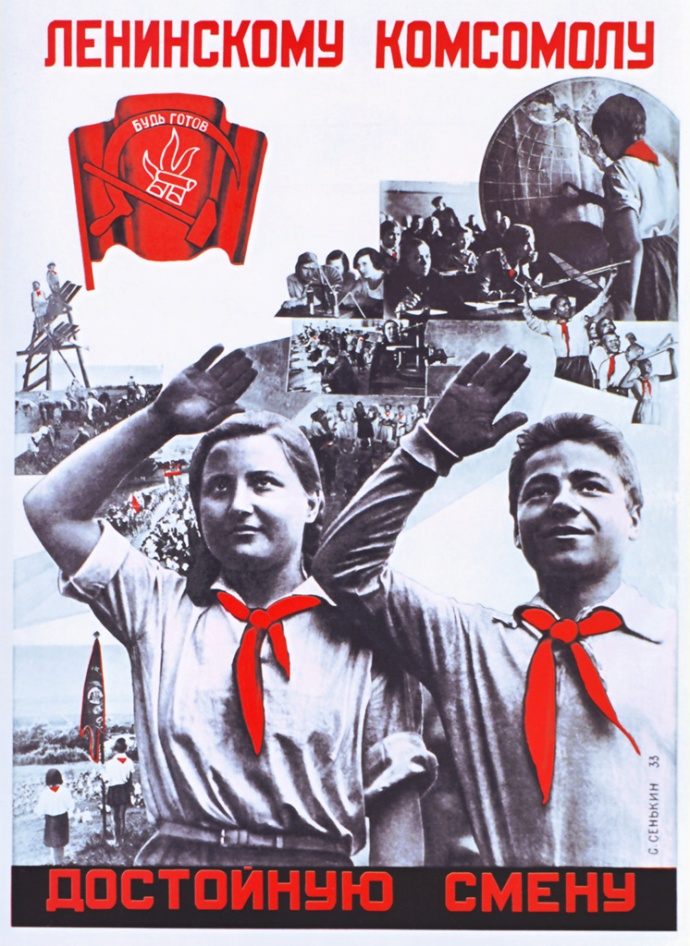 ЛЕНИНСКОМУ КОМСОМОЛУ
БУДЬ ГОТОВ
С СЕНЬКИН 33
ДОСТОЙНУЮ СМЕНУ